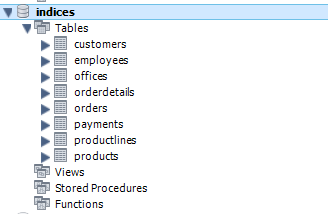 indices
Tables
customers
employees
offices
orderdetails
orders
payments
productlines
products
Views
Stored Procedures
Functions